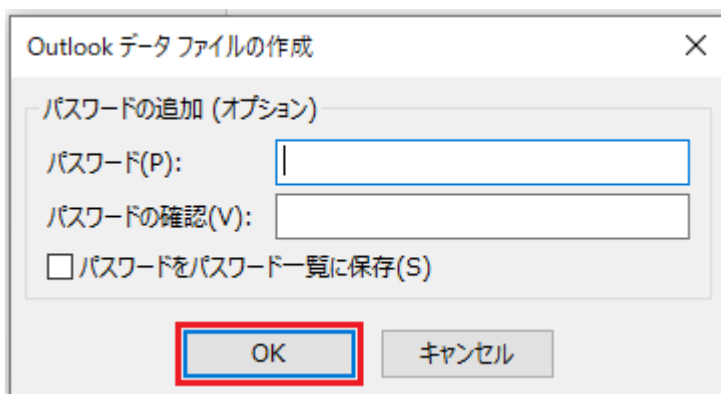 Outlook データ ファイルの作成
パスワードの追加 (オプション)
パスワード(P):
パスワードの確認(V):
パスワードをパスワード一覧に保存(S)
OK キャンセル